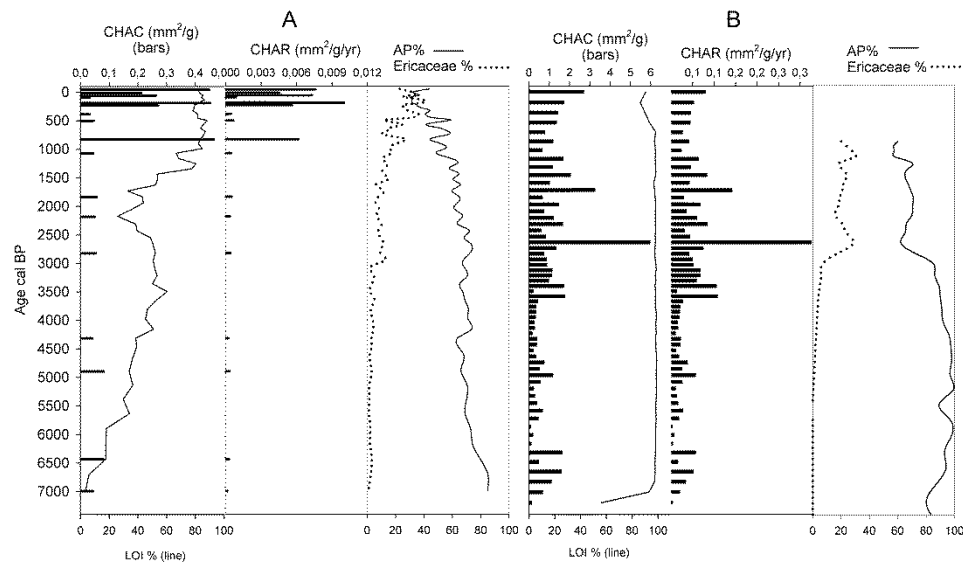 A
B
CHAC (mm²/g)
(bars)
CHAR (mm²/g/yr)
AP%
Ericaceae %
CHAC (mm²/g)
(bars)
CHAR (mm²/g/yr)
AP%
Ericaceae %
0,0 0,1 0,2 0,3 0,4 0,000 0,003 0,006 0,009 0,012
0 1 2 3 4 5 6 0,1 0,1 0,2 0,3 0,3
Age cal BP
0
500
1000
1500
2000
2500
3000
3500
4000
4500
5000
5500
6000
6500
7000
0 20 40 60 80 100 0 20 40 60 80 100
0 20 40 60 80 100 0 20 40 60 80 100
LOI % (line)
LOI % (line)